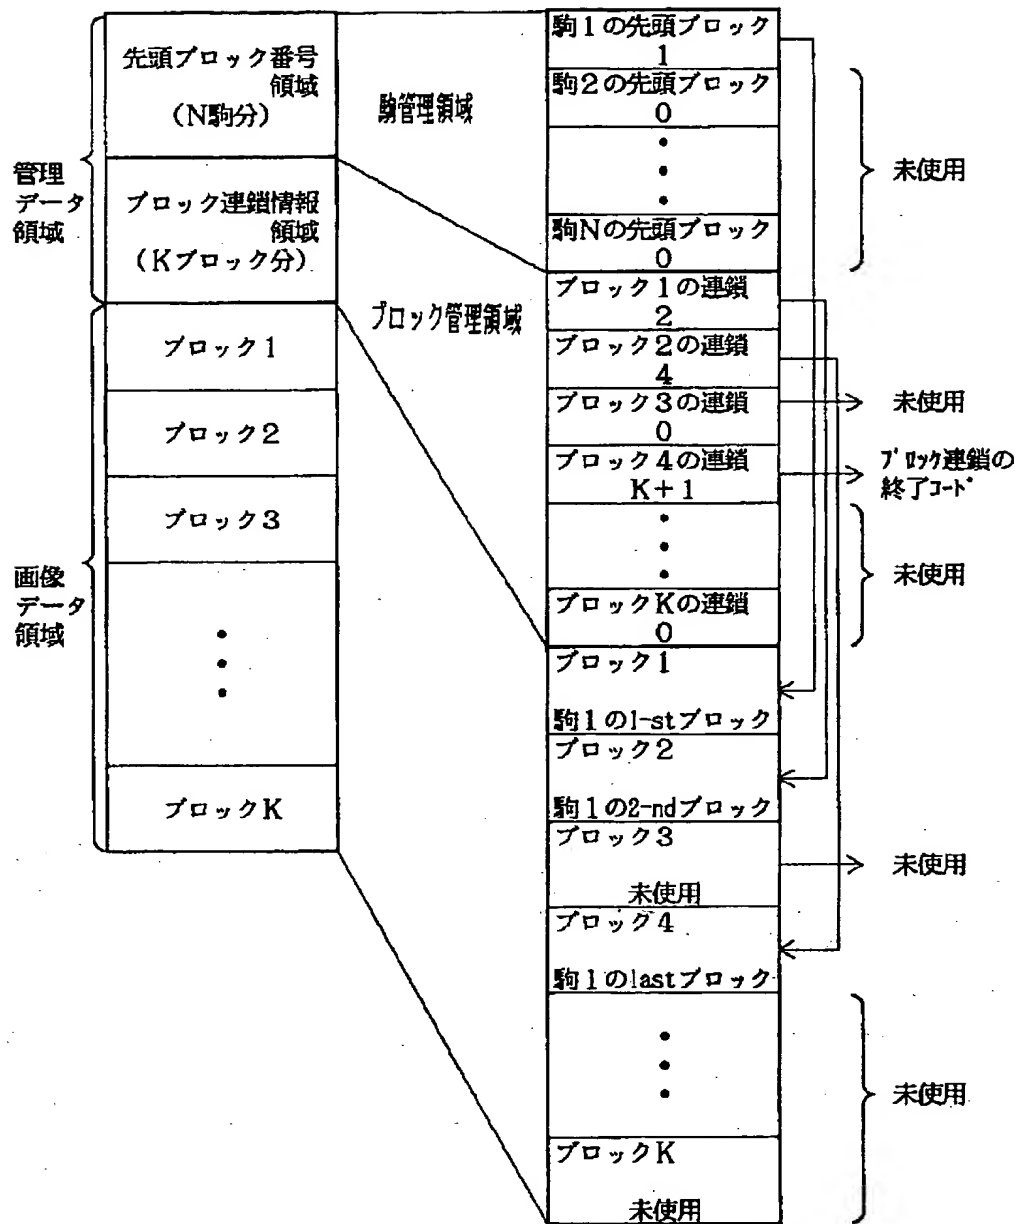 管理
データ
領域
先頭ブロック番号
領域
(N駒分)
ブロック連鎖情報
領域
(Kブロック分)
画像
データ
領域
ブロック1
ブロック2
ブロック3
ブロックK
駒管理領域
ブロック管理領域
駒1の先頭ブロック
1
駒2の先頭ブロック
0
駒Nの先頭ブロック
0
ブロック1の連鎖
2
ブロック2の連鎖
4
ブロック3の連鎖
0
ブロック4の連鎖
K+1
ブロックKの連鎖
0
ブロック1
駒1の1-stブロック
ブロック2
駒1の2-ndブロック
ブロック3
未使用
ブロック4
駒1のlastブロック
ブロックK
未使用
未使用
未使用
ブロック連鎖の
終了コード
未使用
未使用
未使用